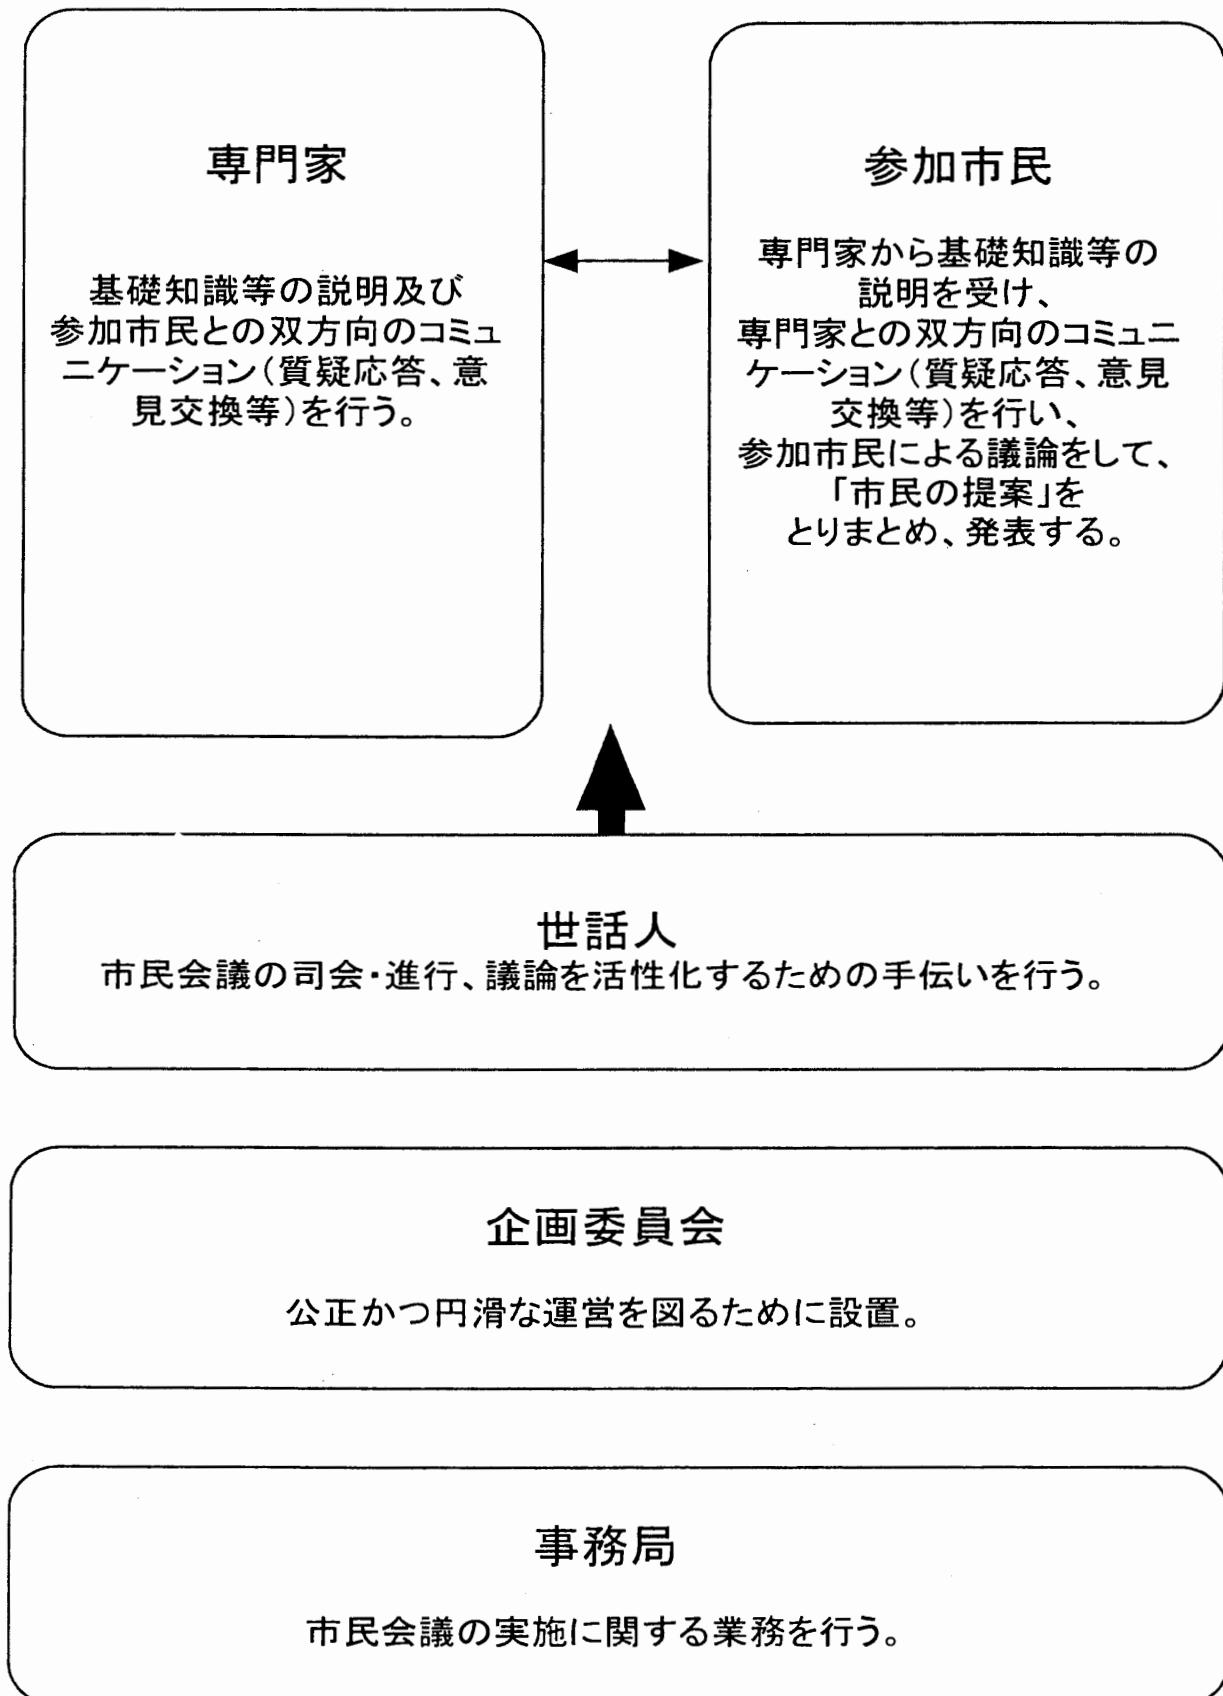 専門家
基礎知識等の説明及び
参加市民との双方向のコミュ
ニケーション(質疑応答、意
見交換等)を行う。
参加市民
専門家から基礎知識等の
説明を受け、
専門家との双方向のコミュニ
ケーション(質疑応答、意見
交換等)を行い、
参加市民による議論をして、
「市民の提案」を
とりまとめ、発表する。
世話人
市民会議の司会・進行、議論を活性化するための手伝いを行う。
企画委員会
公正かつ円滑な運営を図るために設置。
事務局
市民会議の実施に関する業務を行う。